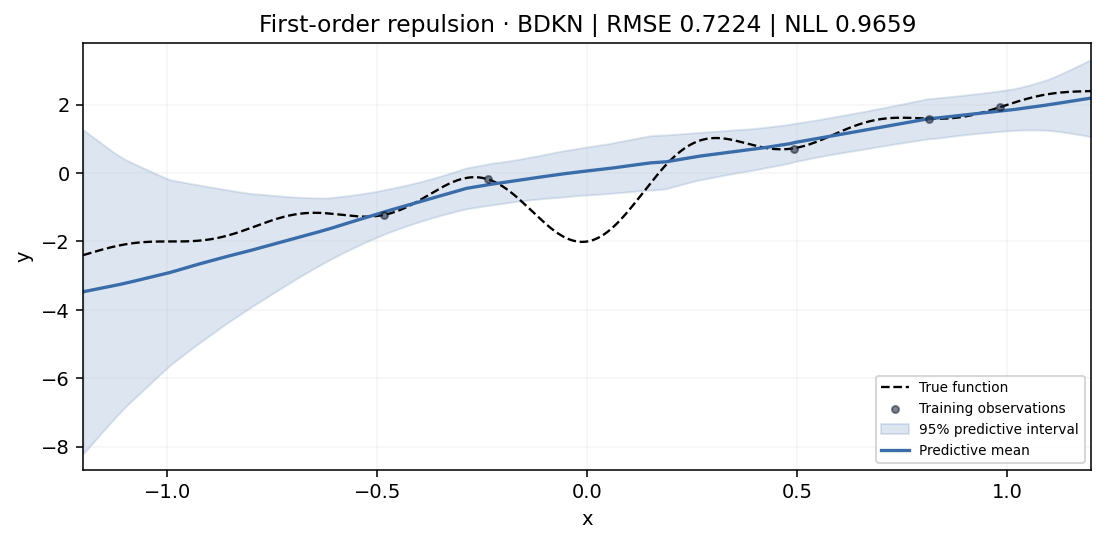 First-order repulsion · BDKN | RMSE 0.7224 | NLL 0.9659
y
2
0
−2
−4
−6
−8
−1.0
−0.5
0.0
0.5
1.0
x
True function
Training observations
95% predictive interval
Predictive mean